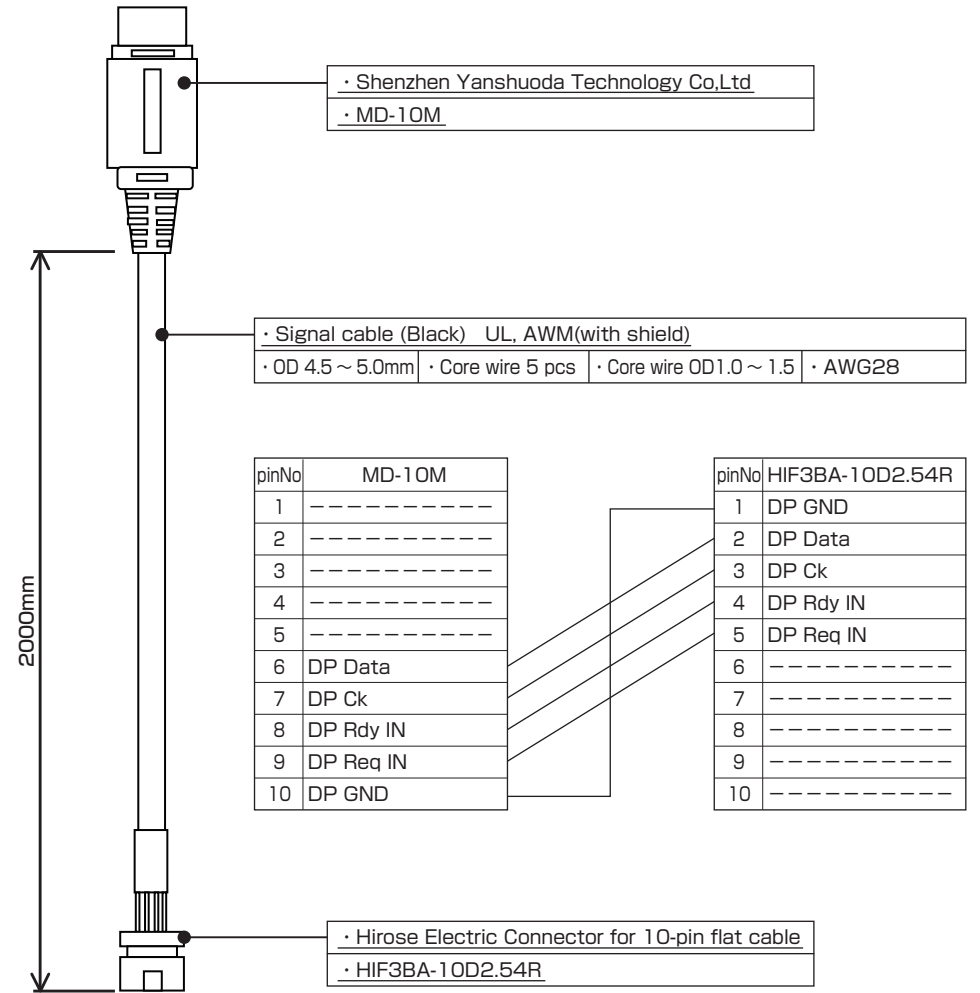 · Shenzhen Yanshuoda Technology Co,Ltd
· MD-10M
· Signal cable (Black) UL, AWM(with shield)
· OD 4.5～5.0mm · Core wire 5 pcs · Core wire OD1.0～1.5 · AWG28
2000mm
pinNo MD-10M
1 ----------
2 ----------
3 ----------
4 ----------
5 ----------
6 DP Data
7 DP Ck
8 DP Rdy IN
9 DP Req IN
10 DP GND
pinNo HIF3BA-10D2.54R
1 DP GND
2 DP Data
3 DP Ck
4 DP Rdy IN
5 DP Req IN
6 ----------
7 ----------
8 ----------
9 ----------
10 ----------
· Hirose Electric Connector for 10-pin flat cable
· HIF3BA-10D2.54R